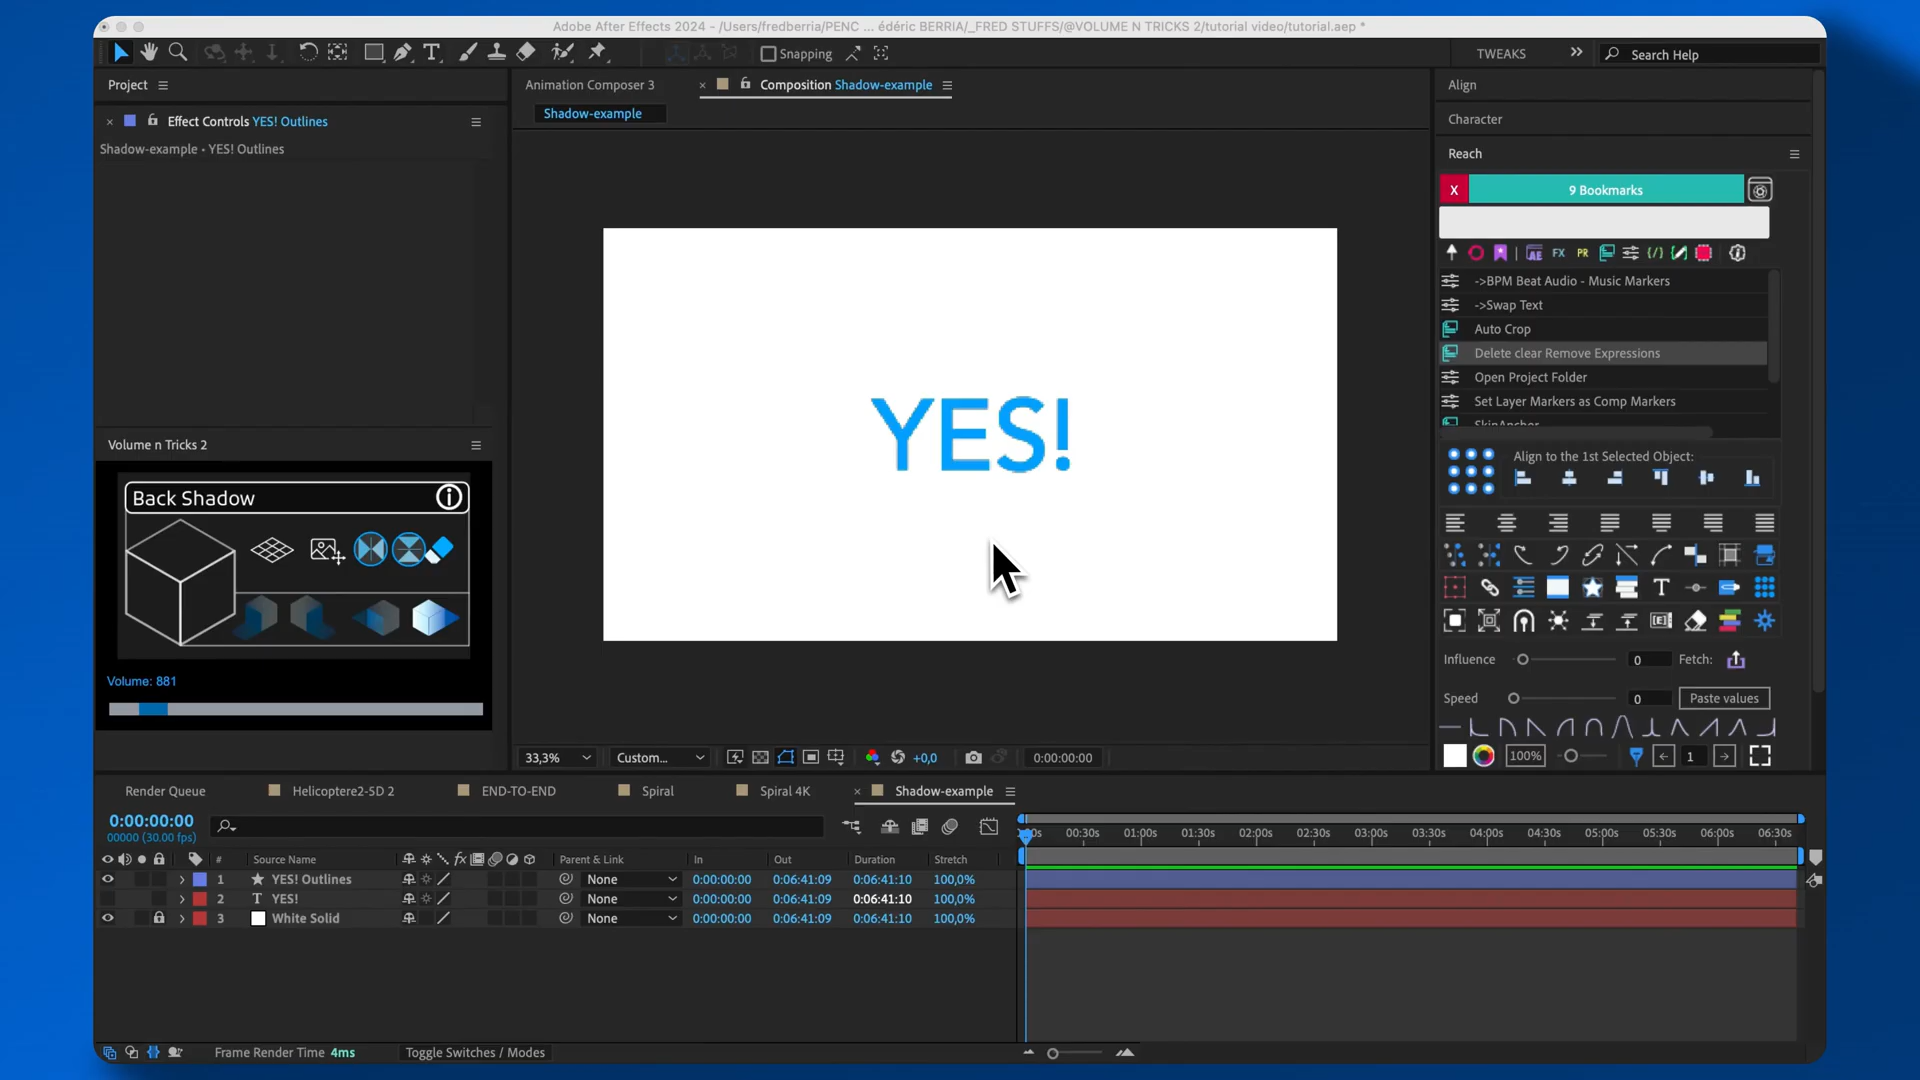 Adobe After Effects 2024 - /Users/fredberria/PENC ... édéric BERRIA/_FRED STUFFS/@VOLUME N TRICKS 2/tutorial video/tutorial.aep *
Snapping
TWEAKS
Search Help
Project
Animation Composer 3
Composition Shadow-example
Align
Shadow-example
Effect Controls YES! Outlines
Character
Shadow-example • YES! Outlines
Reach
X
9 Bookmarks
AE FX PR
->BPM Beat Audio - Music Markers
->Swap Text
Auto Crop
Delete clear Remove Expressions
Open Project Folder
Set Layer Markers as Comp Markers
SkinAnchor
YES!
Volume n Tricks 2
Back Shadow
Volume: 881
Align to the 1st Selected Object:
Influence 0 Fetch:
Speed 0 Paste values
100% 1
33,3% Custom... +0,0 0:00:00:00
Render Queue
Helicoptere2-5D 2
END-TO-END
Spiral
Spiral 4K
Shadow-example
0:00:00:00
00000 (30.00 fps)
00:30s 01:00s 01:30s 02:00s 02:30s 03:00s 03:30s 04:00s 04:30s 05:00s 05:30s 06:00s 06:30s
# Source Name fx Parent & Link In Out Duration Stretch
1 YES! Outlines None 0:00:00:00 0:06:41:09 0:06:41:10 100,0%
2 T YES! None 0:00:00:00 0:06:41:09 0:06:41:10 100,0%
3 White Solid None 0:00:00:00 0:06:41:09 0:06:41:10 100,0%
Frame Render Time 4ms
Toggle Switches / Modes